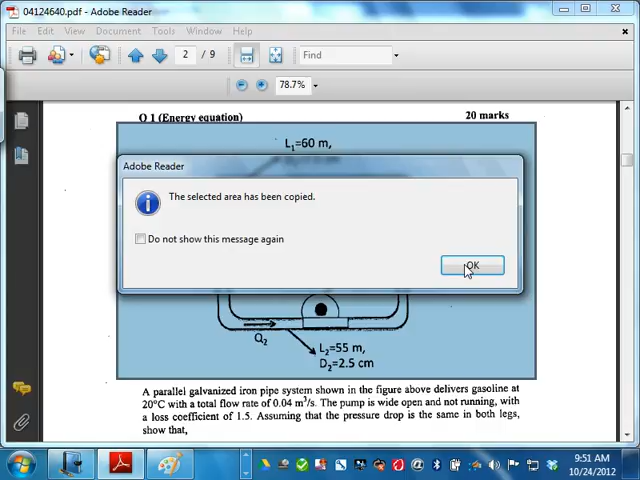 04124640.pdf - Adobe Reader
File Edit View Document Tools Window Help
2 / 9 Find
78.7%
Q 1 (Energy equation) 20 marks
L1=60 m,
Adobe Reader
The selected area has been copied.
Do not show this message again
OK
Q2
L2=55 m,
D2=2.5 cm
A parallel galvanized iron pipe system shown in the figure above delivers gasoline at
20°C with a total flow rate of 0.04 m³/s. The pump is wide open and not running, with
a loss coefficient of 1.5. Assuming that the pressure drop is the same in both legs,
show that,
9:51 AM
10/24/2012